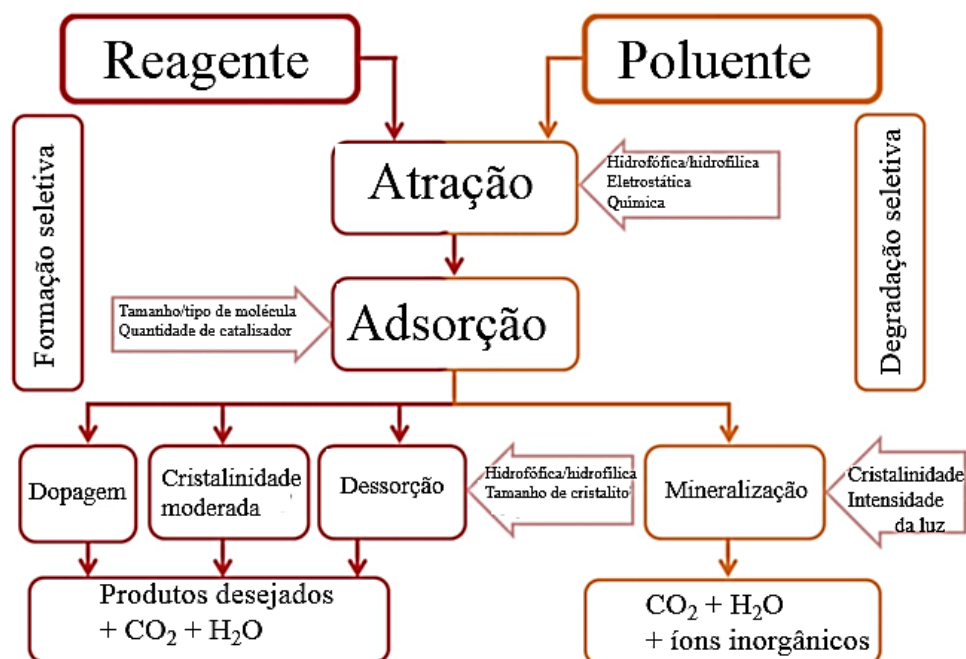 Reagente
Poluente
Formação seletiva
Degradação seletiva
Atração
Hidrofófica/hidrofílica
Eletrostática
Química
Tamanho/tipo de molécula
Quantidade de catalisador
Adsorção
Dopagem
Cristalinidade
moderada
Dessorção
Hidrofófica/hidrofílica
Tamanho de cristalito
Mineralização
Cristalinidade
Intensidade
da luz
Produtos desejados
+ CO₂ + H₂O
CO₂ + H₂O
+ íons inorgânicos